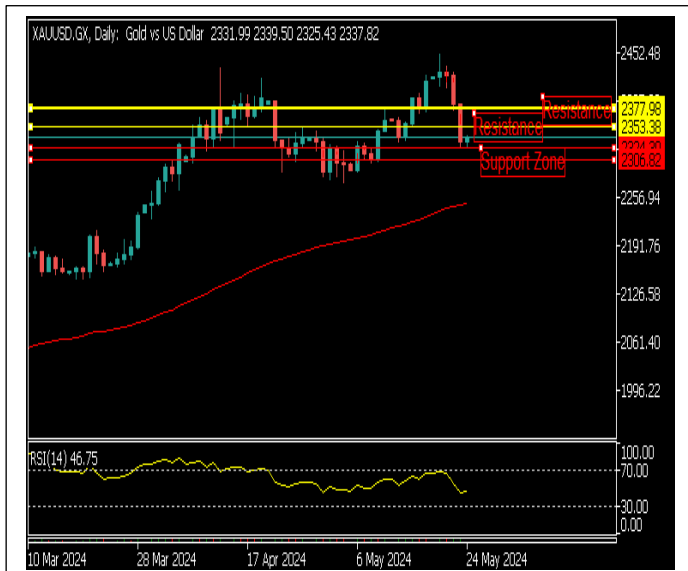 XAUUSD.GX, Daily: Gold vs US Dollar 2331.99 2339.50 2325.43 2337.82
2452.48
Resistance
2377.98
Resistance
2353.38
Support Zone
2306.82
2256.94
2191.76
2126.58
2061.40
1996.22
RSI(14) 46.75
100.00
70.00
30.00
0.00
10 Mar 2024
28 Mar 2024
17 Apr 2024
6 May 2024
24 May 2024